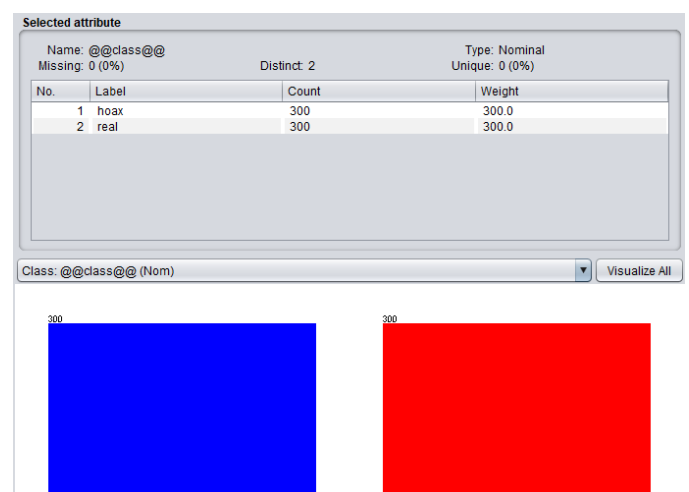 Selected attribute
Name: @@class@@ Type: Nominal
Missing: 0 (0%) Distinct: 2 Unique: 0 (0%)
No. Label Count Weight
1 hoax 300 300.0
2 real 300 300.0
Class: @@class@@ (Nom) Visualize All
300 300